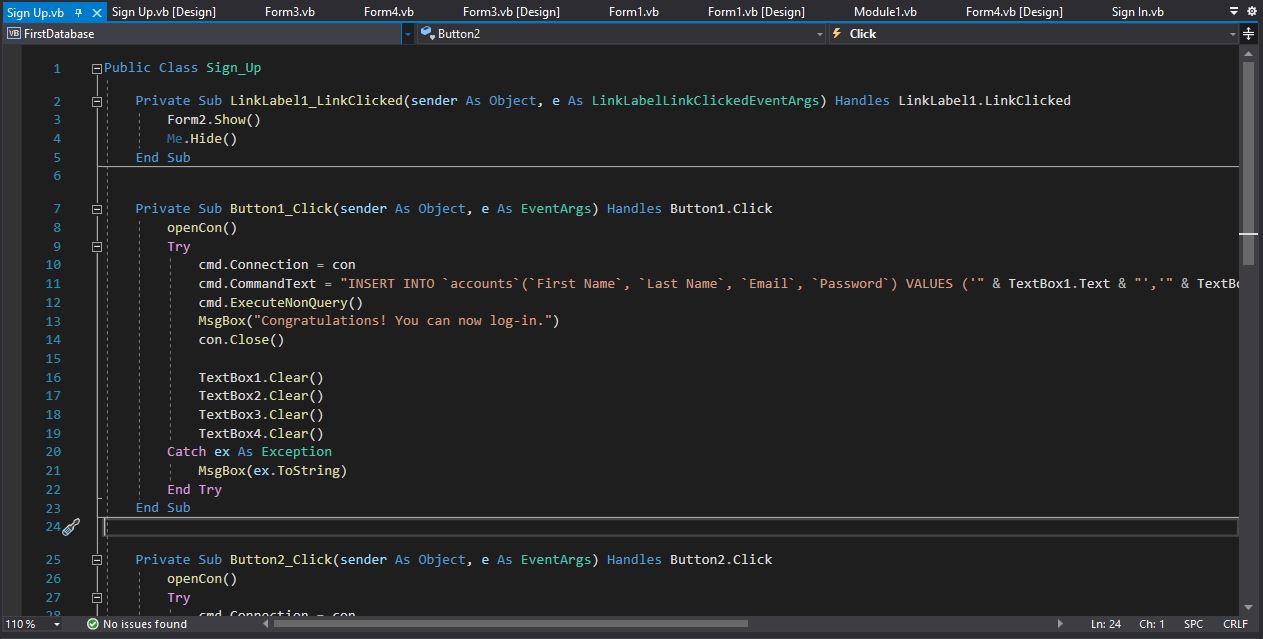 Sign Up.vb Sign Up.vb [Design] Form3.vb Form4.vb Form3.vb [Design] Form1.vb Form1.vb [Design] Module1.vb Form4.vb [Design] Sign In.vb
VB FirstDatabase Button2 Click
1 Public Class Sign_Up
2 Private Sub LinkLabel1_LinkClicked(sender As Object, e As LinkLabelLinkClickedEventArgs) Handles LinkLabel1.LinkClicked
3 Form2.Show()
4 Me.Hide()
5 End Sub
6
7 Private Sub Button1_Click(sender As Object, e As EventArgs) Handles Button1.Click
8 openCon()
9 Try
10 cmd.Connection = con
11 cmd.CommandText = "INSERT INTO `accounts`(`First Name`, `Last Name`, `Email`, `Password`) VALUES ('" & TextBox1.Text & "','" & TextBo
12 cmd.ExecuteNonQuery()
13 MsgBox("Congratulations! You can now log-in.")
14 con.Close()
15
16 TextBox1.Clear()
17 TextBox2.Clear()
18 TextBox3.Clear()
19 TextBox4.Clear()
20 Catch ex As Exception
21 MsgBox(ex.ToString)
22 End Try
23 End Sub
24
25 Private Sub Button2_Click(sender As Object, e As EventArgs) Handles Button2.Click
26 openCon()
27 Try
28 cmd.Connection = con
110 % No issues found Ln: 24 Ch: 1 SPC CRLF